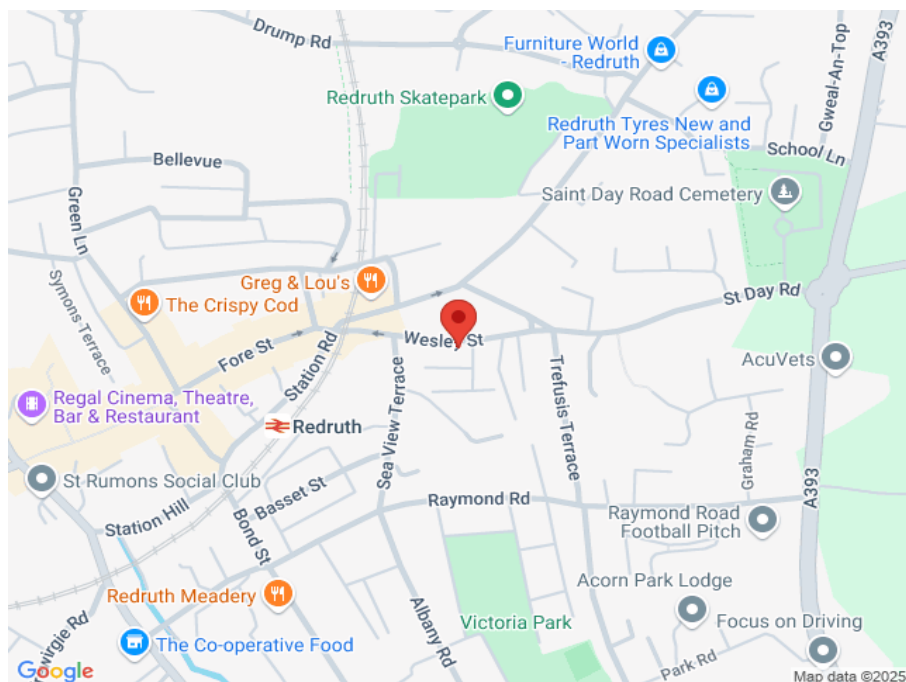 Drump Rd
Furniture World
- Redruth
A393
Gweal-An-Top
Redruth Skatepark
Redruth Tyres New and
Part Worn Specialists
School Ln
Bellevue
Green Ln
Saint Day Road Cemetery
Symons Terrace
Greg & Lou's
The Crispy Cod
St Day Rd
Fore St
Station Rd
Wesley St
AcuVets
Trefusis Terrace
Sea View Terrace
Regal Cinema, Theatre,
Bar & Restaurant
Redruth
Graham Rd
St Rumons Social Club
Basset St
Station Hill
Bond St
Raymond Rd
A393
Raymond Road
Football Pitch
Redruth Meadery
Acorn Park Lodge
Albany Rd
Victoria Park
Focus on Driving
The Co-operative Food
Park Rd
Google
Map data ©2025